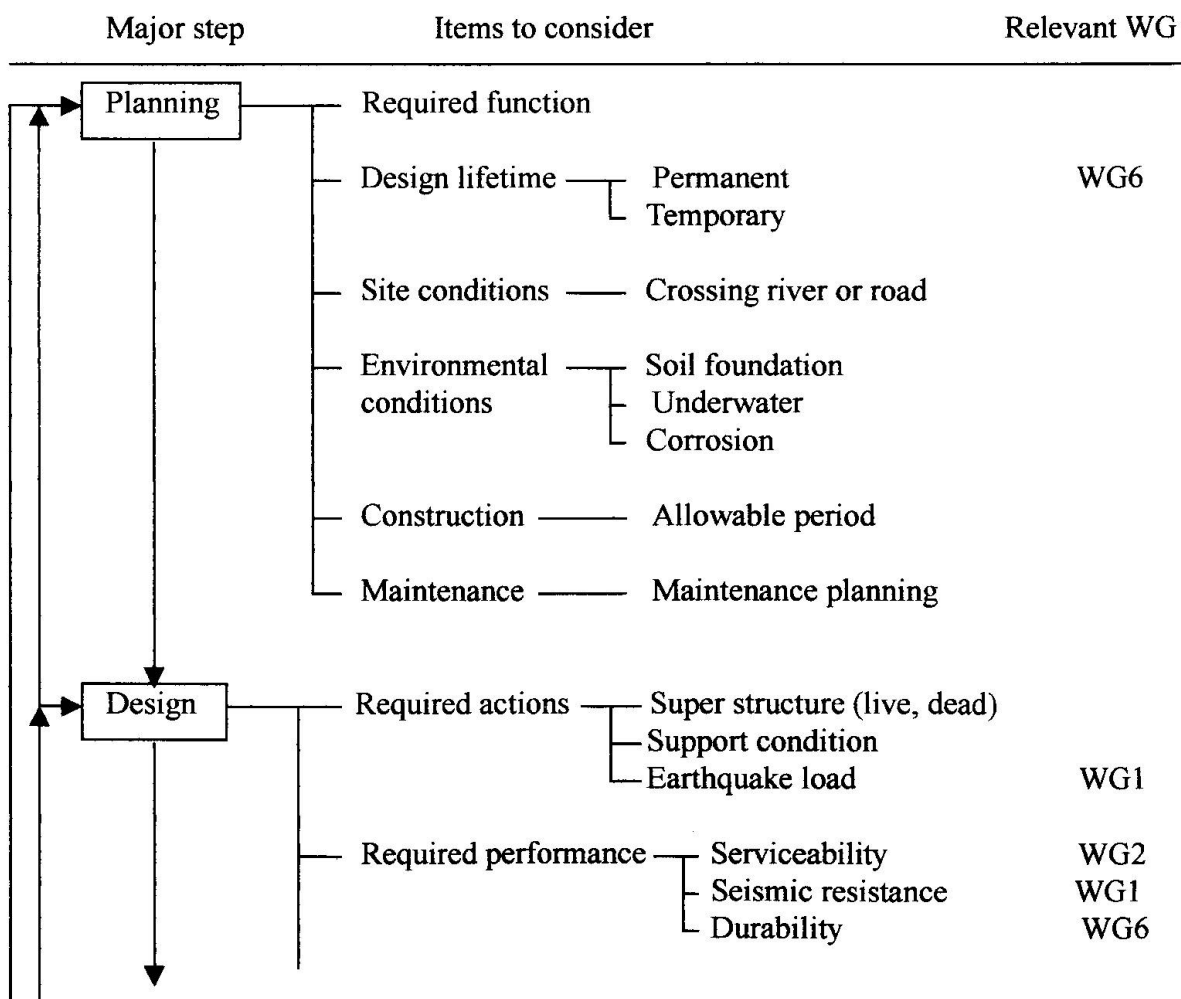 Major step Items to consider Relevant WG
Planning Required function
Design lifetime Permanent WG6
Temporary
Site conditions Crossing river or road
Environmental Soil foundation
conditions Underwater
Corrosion
Construction Allowable period
Maintenance Maintenance planning
Design Required actions Super structure (live, dead)
Support condition
Earthquake load WG1
Required performance Serviceability WG2
Seismic resistance WG1
Durability WG6